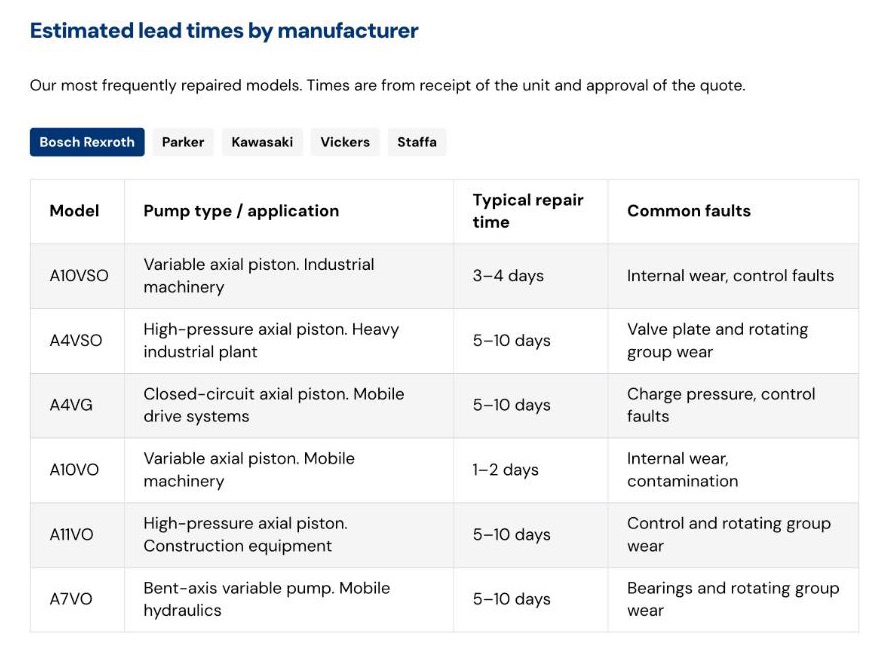 Estimated lead times by manufacturer
Our most frequently repaired models. Times are from receipt of the unit and approval of the quote.
Bosch Rexroth Parker Kawasaki Vickers Staffa
Model Pump type / application Typical repair time Common faults
A10VSO Variable axial piston. Industrial machinery 3–4 days Internal wear, control faults
A4VSO High-pressure axial piston. Heavy industrial plant 5–10 days Valve plate and rotating group wear
A4VG Closed-circuit axial piston. Mobile drive systems 5–10 days Charge pressure, control faults
A10VO Variable axial piston. Mobile machinery 1–2 days Internal wear, contamination
A11VO High-pressure axial piston. Construction equipment 5–10 days Control and rotating group wear
A7VO Bent-axis variable pump. Mobile hydraulics 5–10 days Bearings and rotating group wear